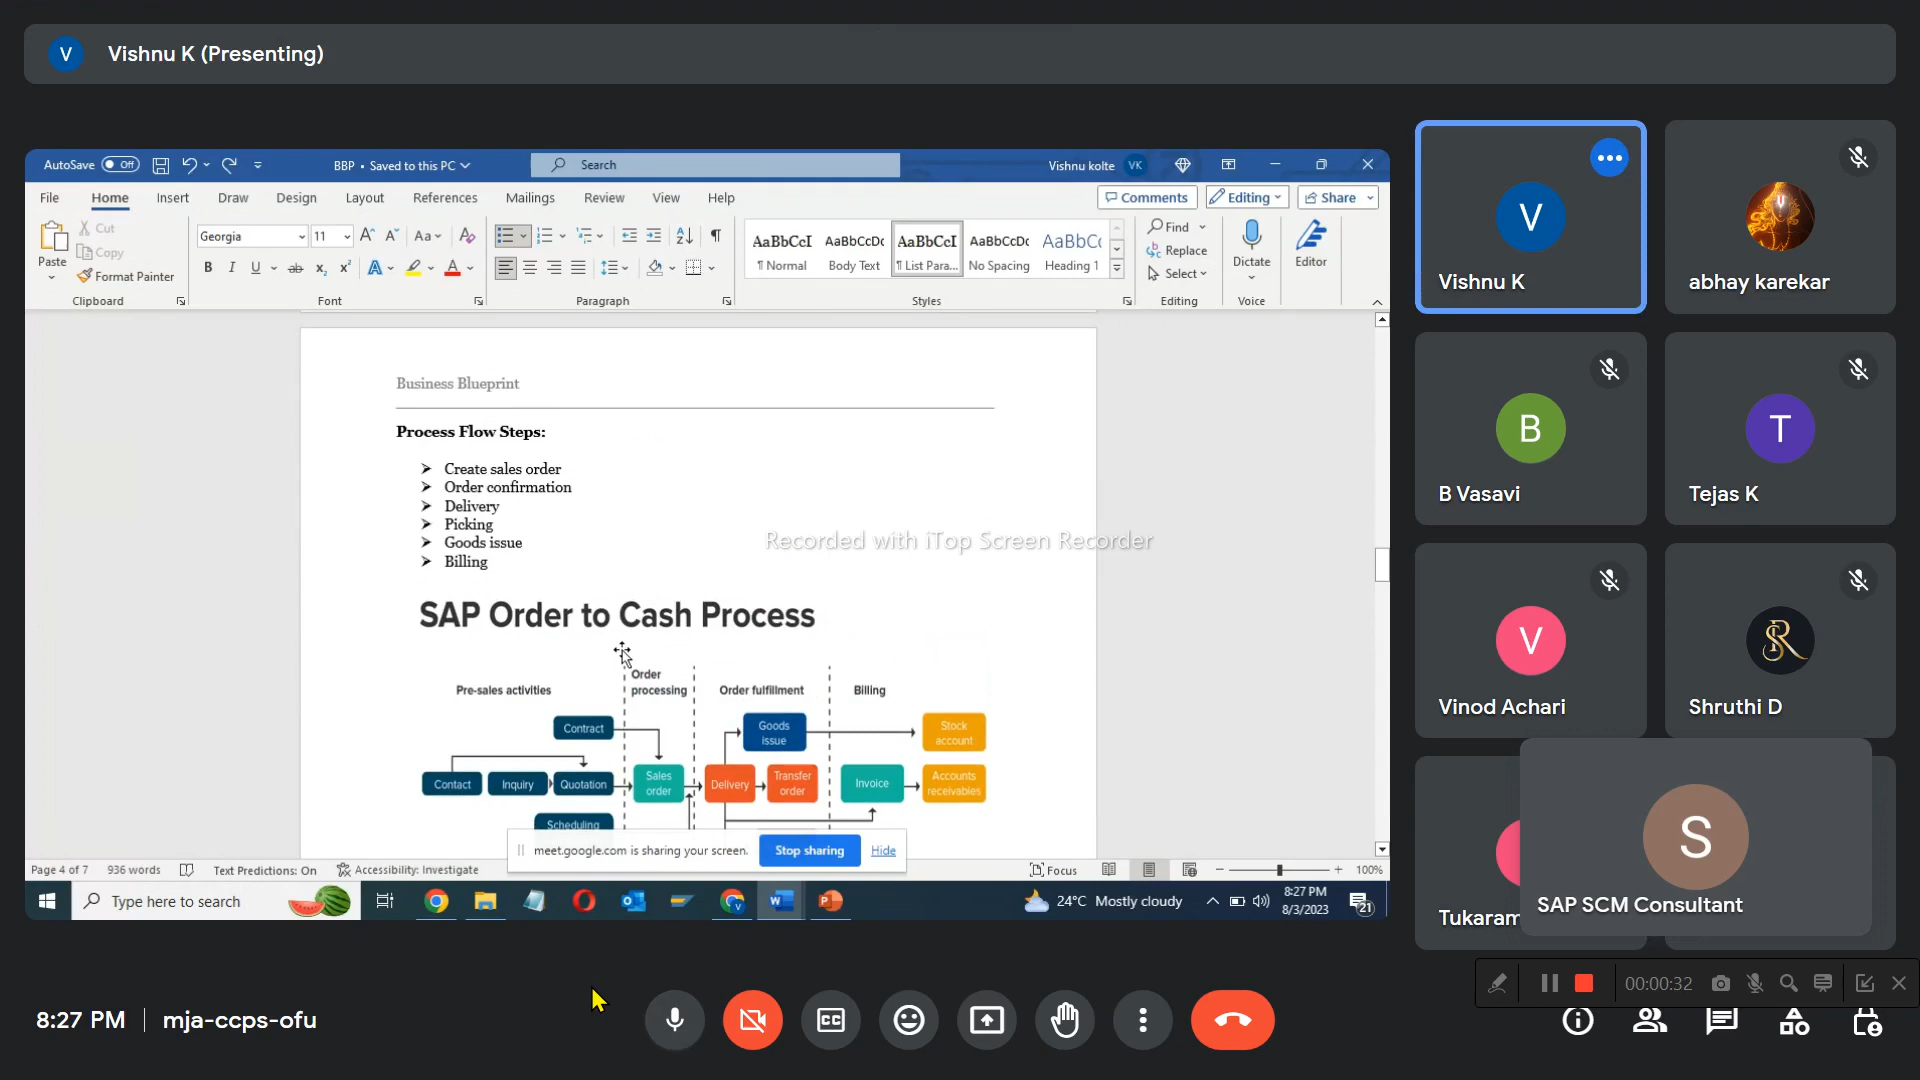 V Vishnu K (Presenting)
AutoSave Off BBP • Saved to this PC Search Vishnu kolte VK
File Home Insert Draw Design Layout References Mailings Review View Help Comments Editing Share
Paste Cut Copy Format Painter
Georgia 11
AaBbCcI AaBbCcDc AaBbCcI AaBbCcDc AaBbCc
¶ Normal Body Text ¶ List Para... No Spacing Heading 1
Find Replace Select
Dictate Editor
Clipboard Font Paragraph Styles Editing Voice
Business Blueprint
Process Flow Steps:
Create sales order
Order confirmation
Delivery
Picking
Goods issue
Billing
Recorded with iTop Screen Recorder
SAP Order to Cash Process
Pre-sales activities Order processing Order fulfillment Billing
Contract Goods issue Stock account
Contact Inquiry Quotation Sales order Delivery Transfer order Invoice Accounts receivables
Scheduling
meet.google.com is sharing your screen. Stop sharing Hide
Page 4 of 7 936 words Text Predictions: On Accessibility: Investigate Focus 100%
Type here to search 24°C Mostly cloudy 8:27 PM
8/3/2023 21
V
Vishnu K
abhay karekar
B
B Vasavi
T
Tejas K
V
Vinod Achari
SR
Shruthi D
Tukaram
S
SAP SCM Consultant
00:00:32
8:27 PM mja-ccps-ofu
CC